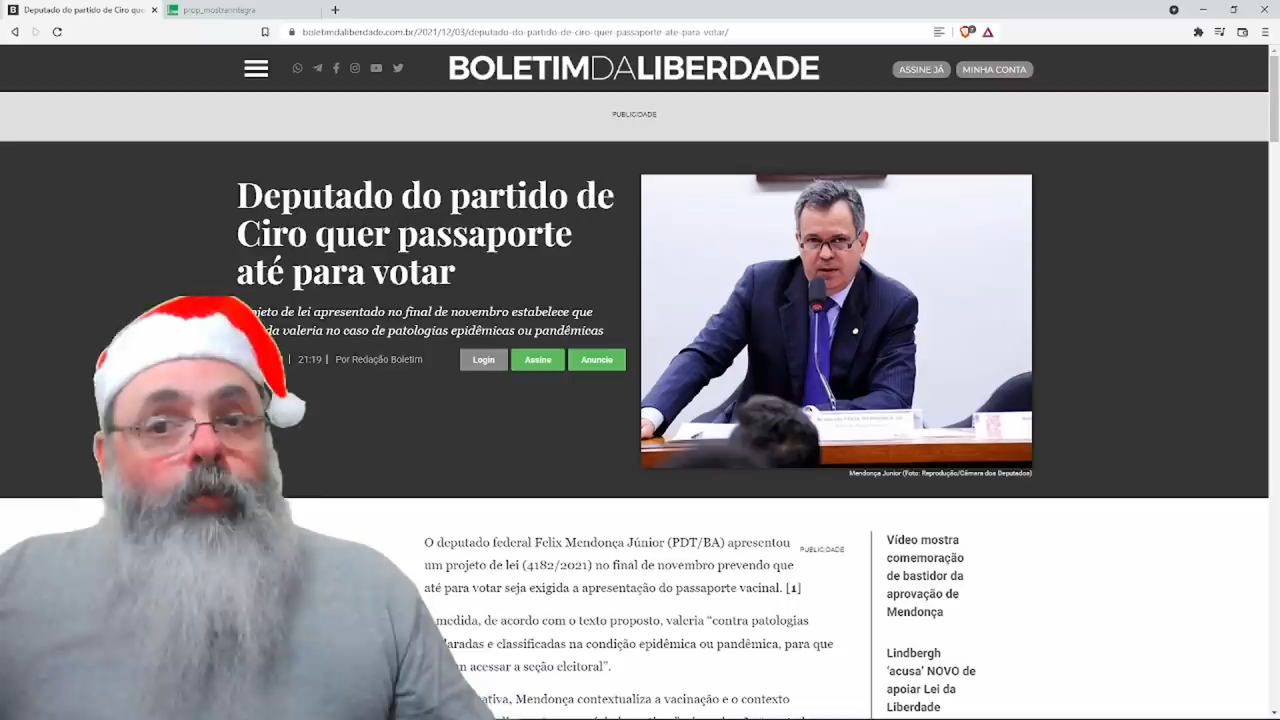 Deputado do partido de Ciro que
prop_mostrarintegra
boletimdaliberdade.com.br/2021/12/03/deputado-do-partido-de-ciro-quer-passaporte-ate-para-votar/
BOLETIMDALIBERDADE
ASSINE JÁ
MINHA CONTA
PUBLICIDADE
Deputado do partido de
Ciro quer passaporte
até para votar
ojeto de lei apresentado no final de novembro estabelece que
da valeria no caso de patologias epidêmicas ou pandêmicas
| 21:19 | Por Redação Boletim
Login
Assine
Anuncie
Mendonça Junior (Foto: Reprodução/Câmara dos Deputados)
O deputado federal Felix Mendonça Júnior (PDT/BA) apresentou
um projeto de lei (4182/2021) no final de novembro prevendo que
até para votar seja exigida a apresentação do passaporte vacinal. [1]
medida, de acordo com o texto proposto, valeria “contra patologias
laradas e classificadas na condição epidêmica ou pandêmica, para que
acessar a seção eleitoral”.
ativa, Mendonça contextualiza a vacinação e o contexto
PUBLICIDADE
Vídeo mostra
comemoração
de bastidor da
aprovação de
Mendonça
Lindbergh
‘acusa’ NOVO de
apoiar Lei da
Liberdade